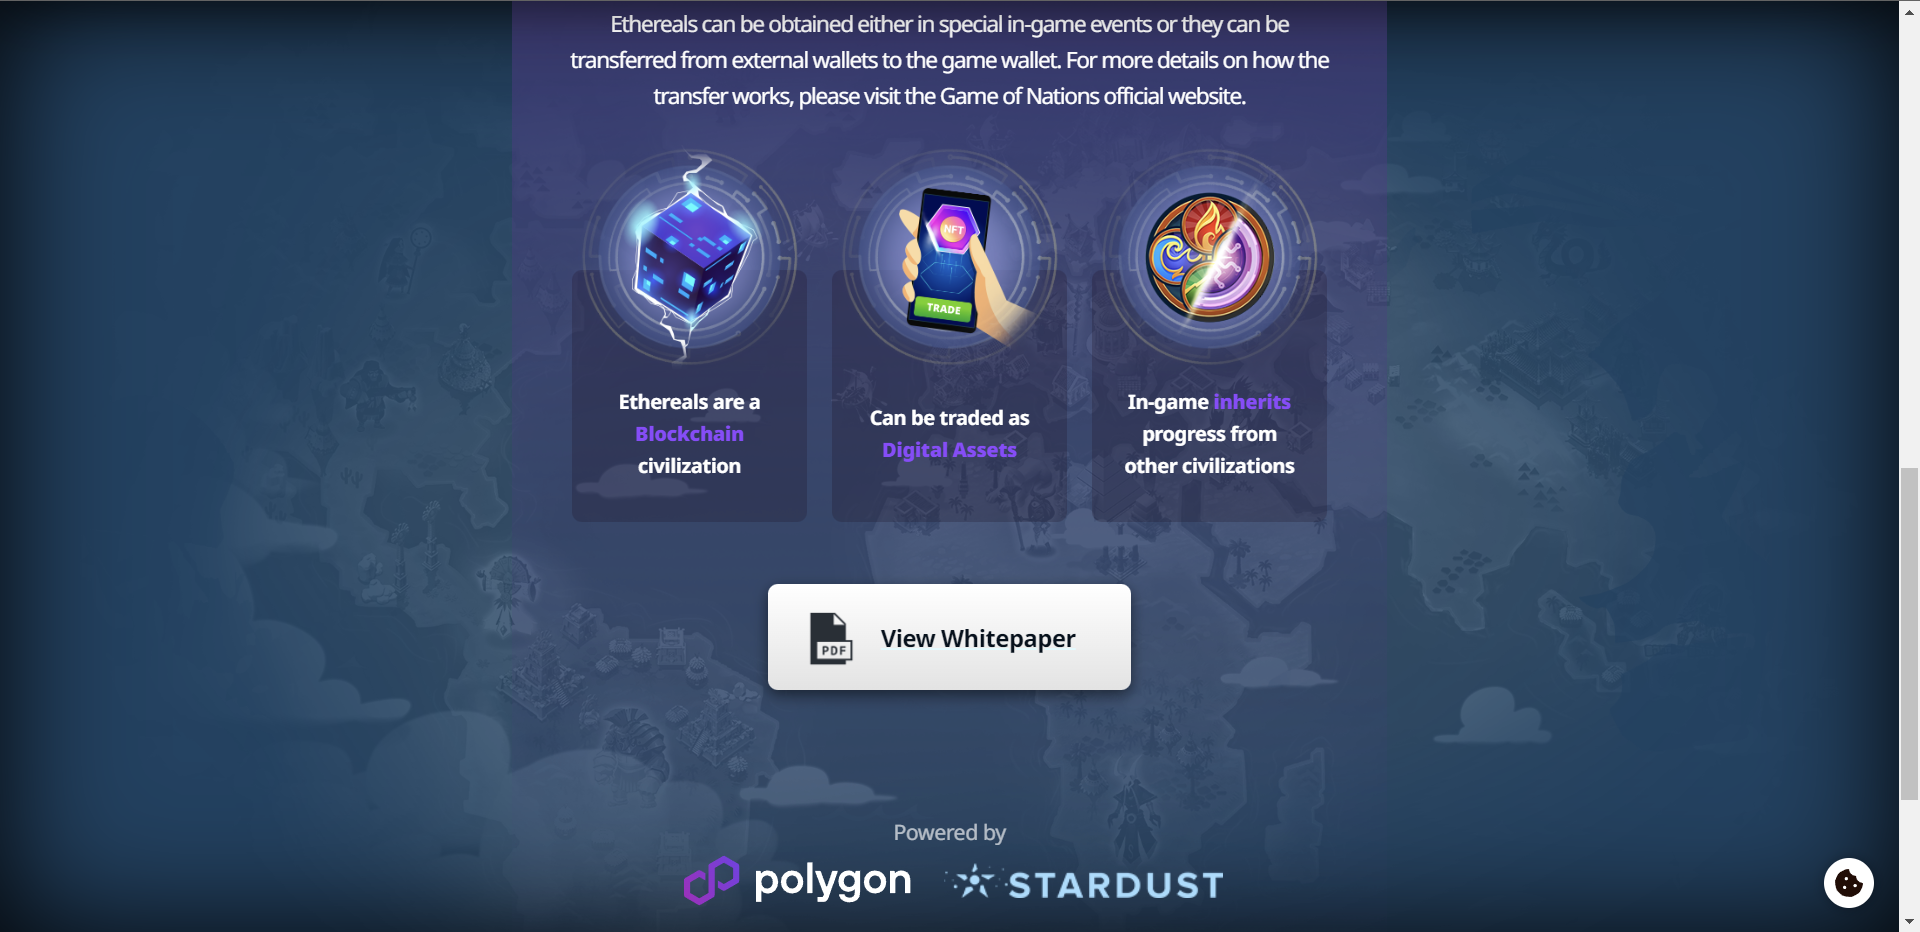 Ethereals can be obtained either in special in-game events or they can be
transferred from external wallets to the game wallet. For more details on how the
transfer works, please visit the Game of Nations official website.
NFT
TRADE
Ethereals are a
Blockchain
civilization
Can be traded as
Digital Assets
In-game inherits
progress from
other civilizations
PDF
View Whitepaper
Powered by
polygon
STARDUST